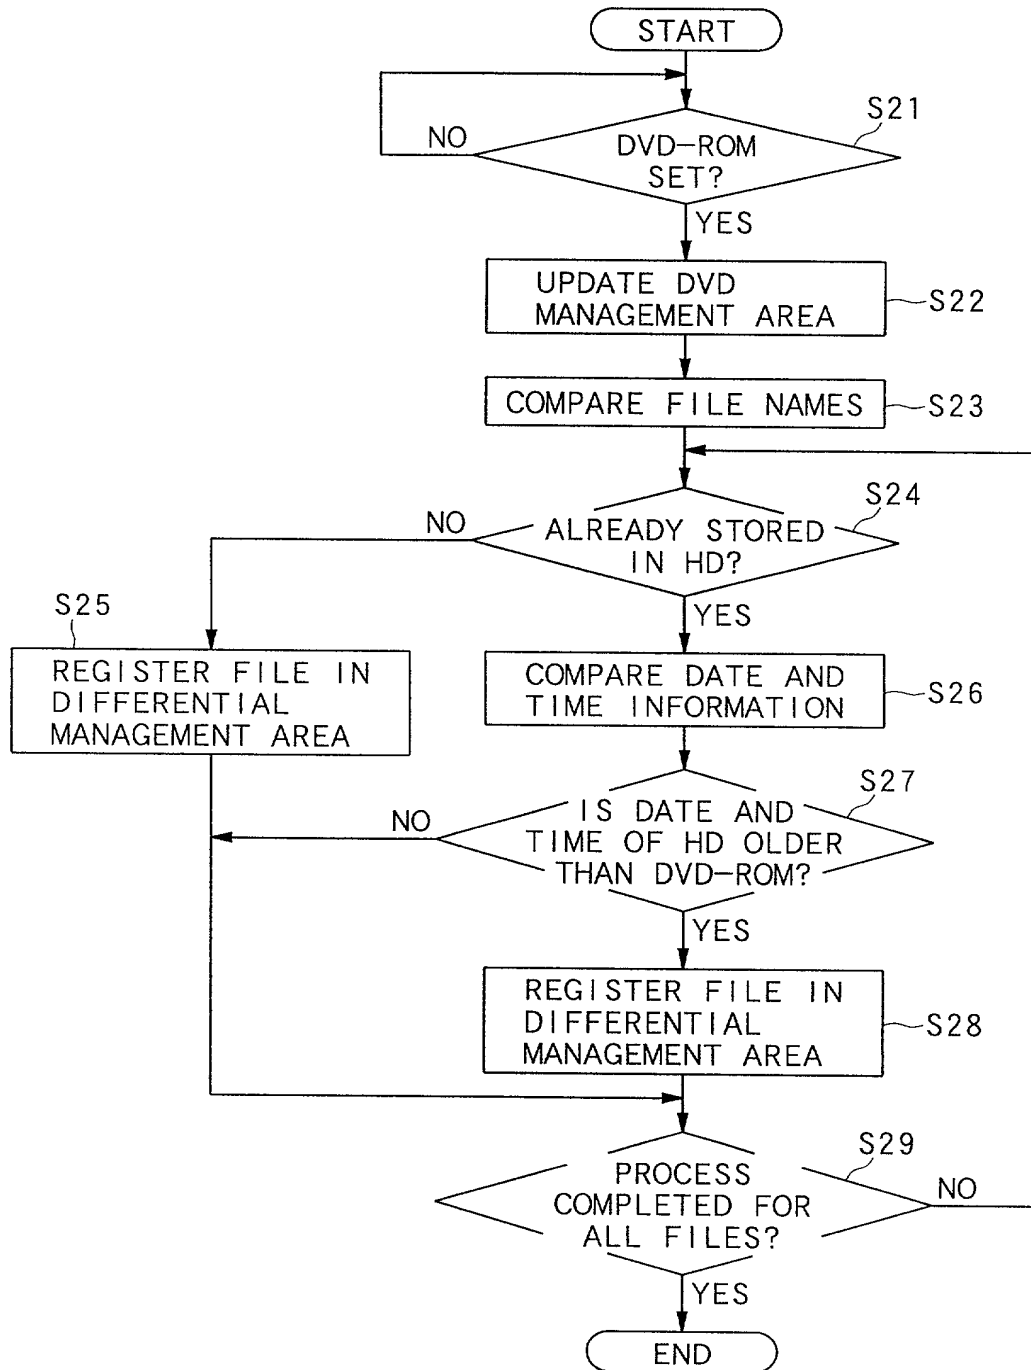 START
S21
NO
DVD-ROM
SET?
YES
UPDATE DVD
MANAGEMENT AREA
S22
COMPARE FILE NAMES
S23
S24
NO
ALREADY STORED
IN HD?
YES
S25
REGISTER FILE IN
DIFFERENTIAL
MANAGEMENT AREA
COMPARE DATE AND
TIME INFORMATION
S26
S27
NO
IS DATE AND
TIME OF HD OLDER
THAN DVD-ROM?
YES
REGISTER FILE IN
DIFFERENTIAL
MANAGEMENT AREA
S28
S29
PROCESS
COMPLETED FOR
ALL FILES?
NO
YES
END